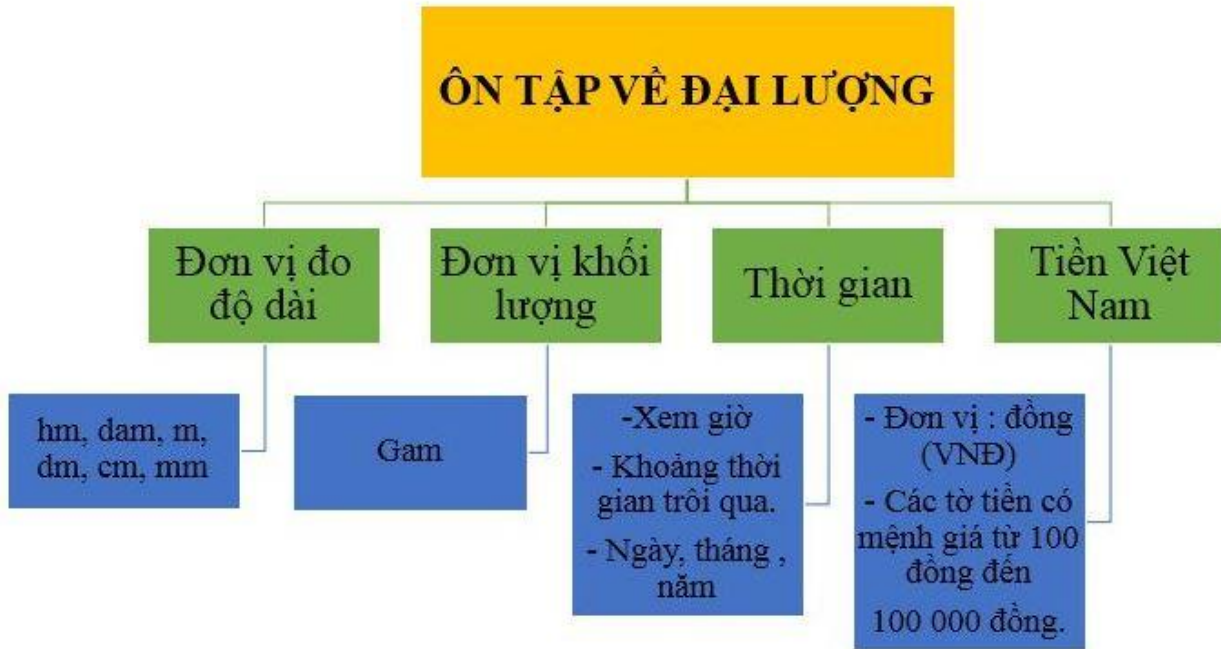 ÔN TẬP VỀ ĐẠI LƯỢNG
Đơn vị đo
độ dài
Đơn vị khối
lượng
Thời gian
Tiền Việt
Nam
hm, dam, m,
dm, cm, mm
Gam
-Xem giờ
- Khoảng thời
gian trôi qua.
- Ngày, tháng ,
năm
- Đơn vị : đồng
(VNĐ)
- Các tờ tiền có
mệnh giá từ 100
đồng đến
100 000 đồng.